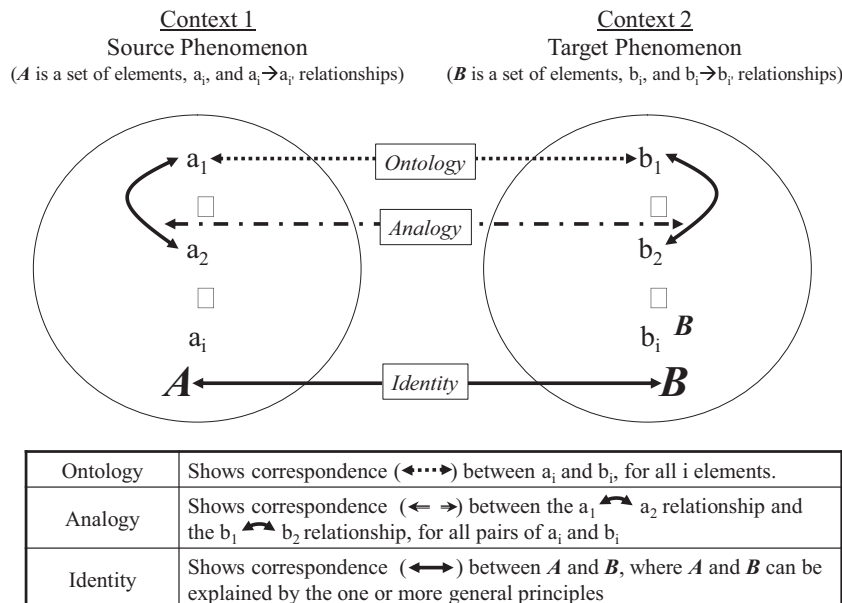 Context 1
Source Phenomenon
(A is a set of elements, aᵢ, and aᵢ→aᵢ' relationships)
Context 2
Target Phenomenon
(B is a set of elements, bᵢ, and bᵢ→bᵢ' relationships)
a₁ Ontology b₁
Analogy
a₂ b₂
aᵢ bᵢ B
A Identity B
Ontology Shows correspondence (◄····►) between aᵢ and bᵢ, for all i elements.
Analogy Shows correspondence (← →) between the a₁ a₂ relationship and
the b₁ b₂ relationship, for all pairs of aᵢ and bᵢ
Identity Shows correspondence (◄─►) between A and B, where A and B can be
explained by the one or more general principles